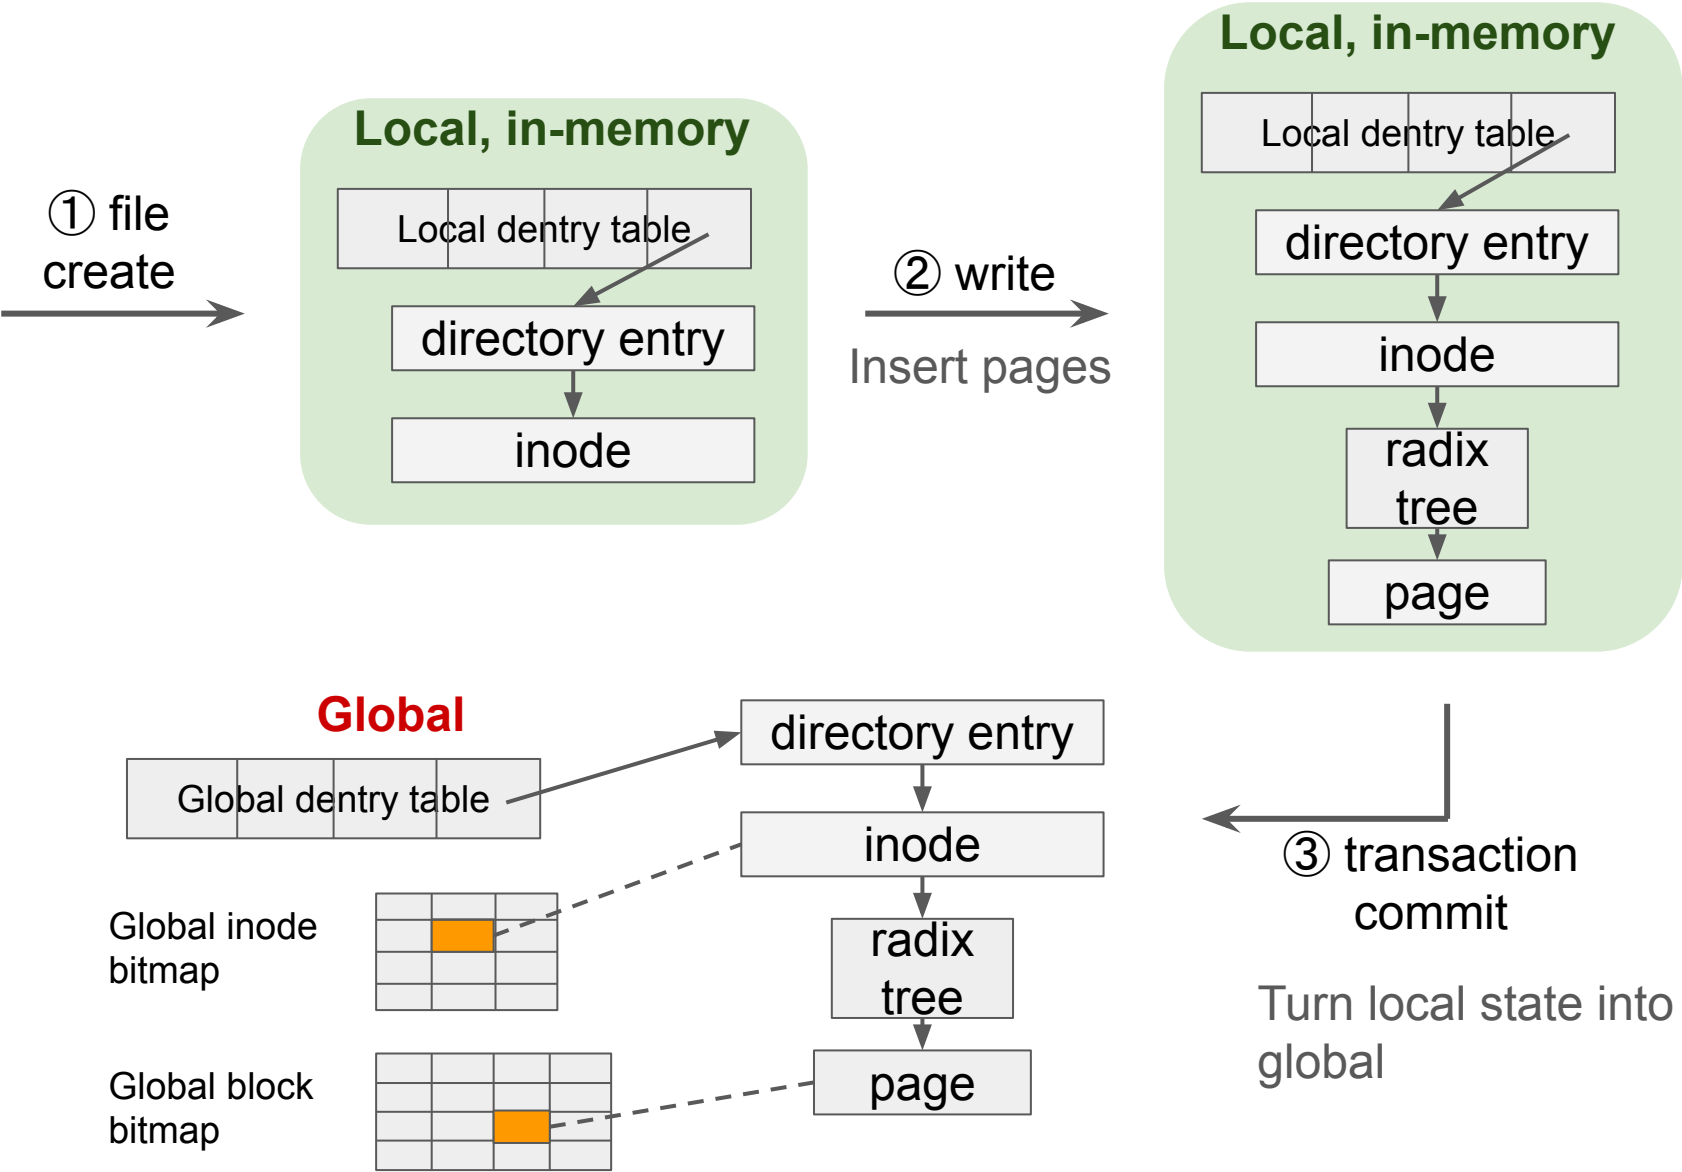 ① file
create
Local, in-memory
Local dentry table
directory entry
inode
② write
Insert pages
Local, in-memory
Local dentry table
directory entry
inode
radix
tree
page
③ transaction
commit
Turn local state into
global
Global
Global dentry table
directory entry
inode
radix
tree
page
Global inode
bitmap
Global block
bitmap